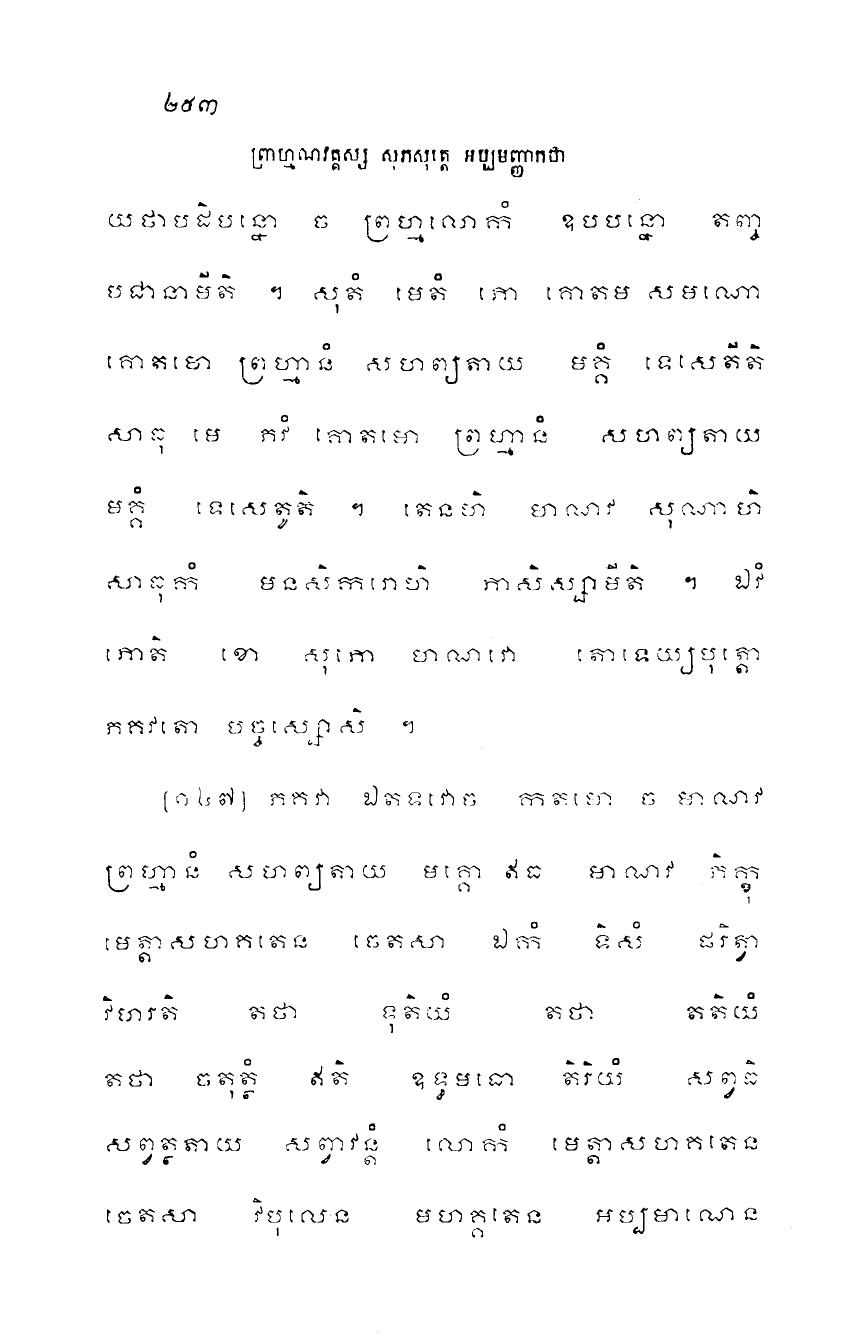 ២៥៣
ព្រាហ្មណវគ្គស្ស សុភសុត្តេ អប្បមញ្ញាកថា
យថាបដិបន្នោ ច ព្រហ្មលោកំ ឧបបន្នោ តញ្ច
បជានាមីតិ ។ សុតំ មេតំ ភោ គោតម សមណោ
គោតមោ ព្រហ្មានំ សហព្យតាយ មគ្គំ ទេសេតីតិ
សាធុ មេ ភវំ គោតមោ ព្រហ្មានំ សហព្យតាយ
មគ្គំ ទេសេតូតិ ។ តេនហិ មាណវ សុណាហិ
សាធុកំ មនសិការោហិ ភាសិស្សាមីតិ ។ ឯវំ
ភោតិ ខោ សុភោ មាណវោ តោទេយ្យបុត្តោ
ភគវតោ បច្ចស្សោសិ ។
[១៤៧] ភគវា ឯតទវោច កាតមោ ច មាណវ
ព្រហ្មានំ សហព្យតាយ មគ្គោ ឥធ មាណវ ភិក្ខុ
មេត្តាសហគតេន ចេតសា ឯកំ ទិសំ ផរិត្វា
វិហរតិ តថា ទុតិយំ តថា តតិយំ
តថា ចតុត្ថំ ឥតិ ឧទ្ធមធោ តិរិយំ សព្វធិ
សព្វត្ថតាយ សព្វាវន្តំ លោកំ មេត្តាសហគតេន
ចេតសា វិបុលេន មហគ្គតេន អប្បមាណេន